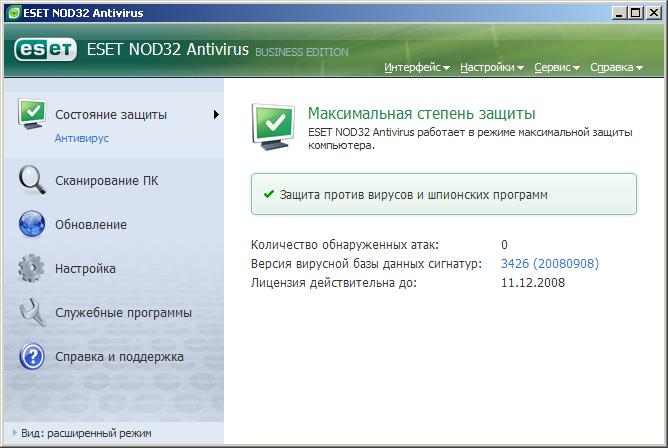 ESET NOD32 Antivirus
eseT ESET NOD32 Antivirus BUSINESS EDITION
Интерфейс Настройки Сервис Справка
Состояние защиты
Антивирус
Сканирование ПК
Обновление
Настройка
Служебные программы
Справка и поддержка
Вид: расширенный режим
Максимальная степень защиты
ESET NOD32 Antivirus работает в режиме максимальной защиты
компьютера.
Защита против вирусов и шпионских программ
Количество обнаруженных атак: 0
Версия вирусной базы данных сигнатур: 3426 (20080908)
Лицензия действительна до: 11.12.2008